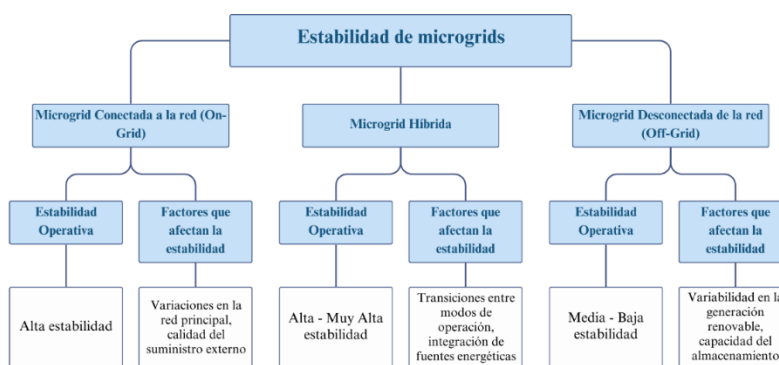 Estabilidad de microgrids
Microgrid Conectada a la red (On-
Grid)
Microgrid Híbrida
Microgrid Desconectada de la red
(Off-Grid)
Estabilidad
Operativa
Factores que
afectan la
estabilidad
Estabilidad
Operativa
Factores que
afectan la
estabilidad
Estabilidad
Operativa
Factores que
afectan la
estabilidad
Alta estabilidad
Variaciones en la
red principal,
calidad del
suministro externo
Alta - Muy Alta
estabilidad
Transiciones entre
modos de
operación,
integración de
fuentes energéticas
Media - Baja
estabilidad
Variabilidad en la
generación
renovable,
capacidad del
almacenamiento